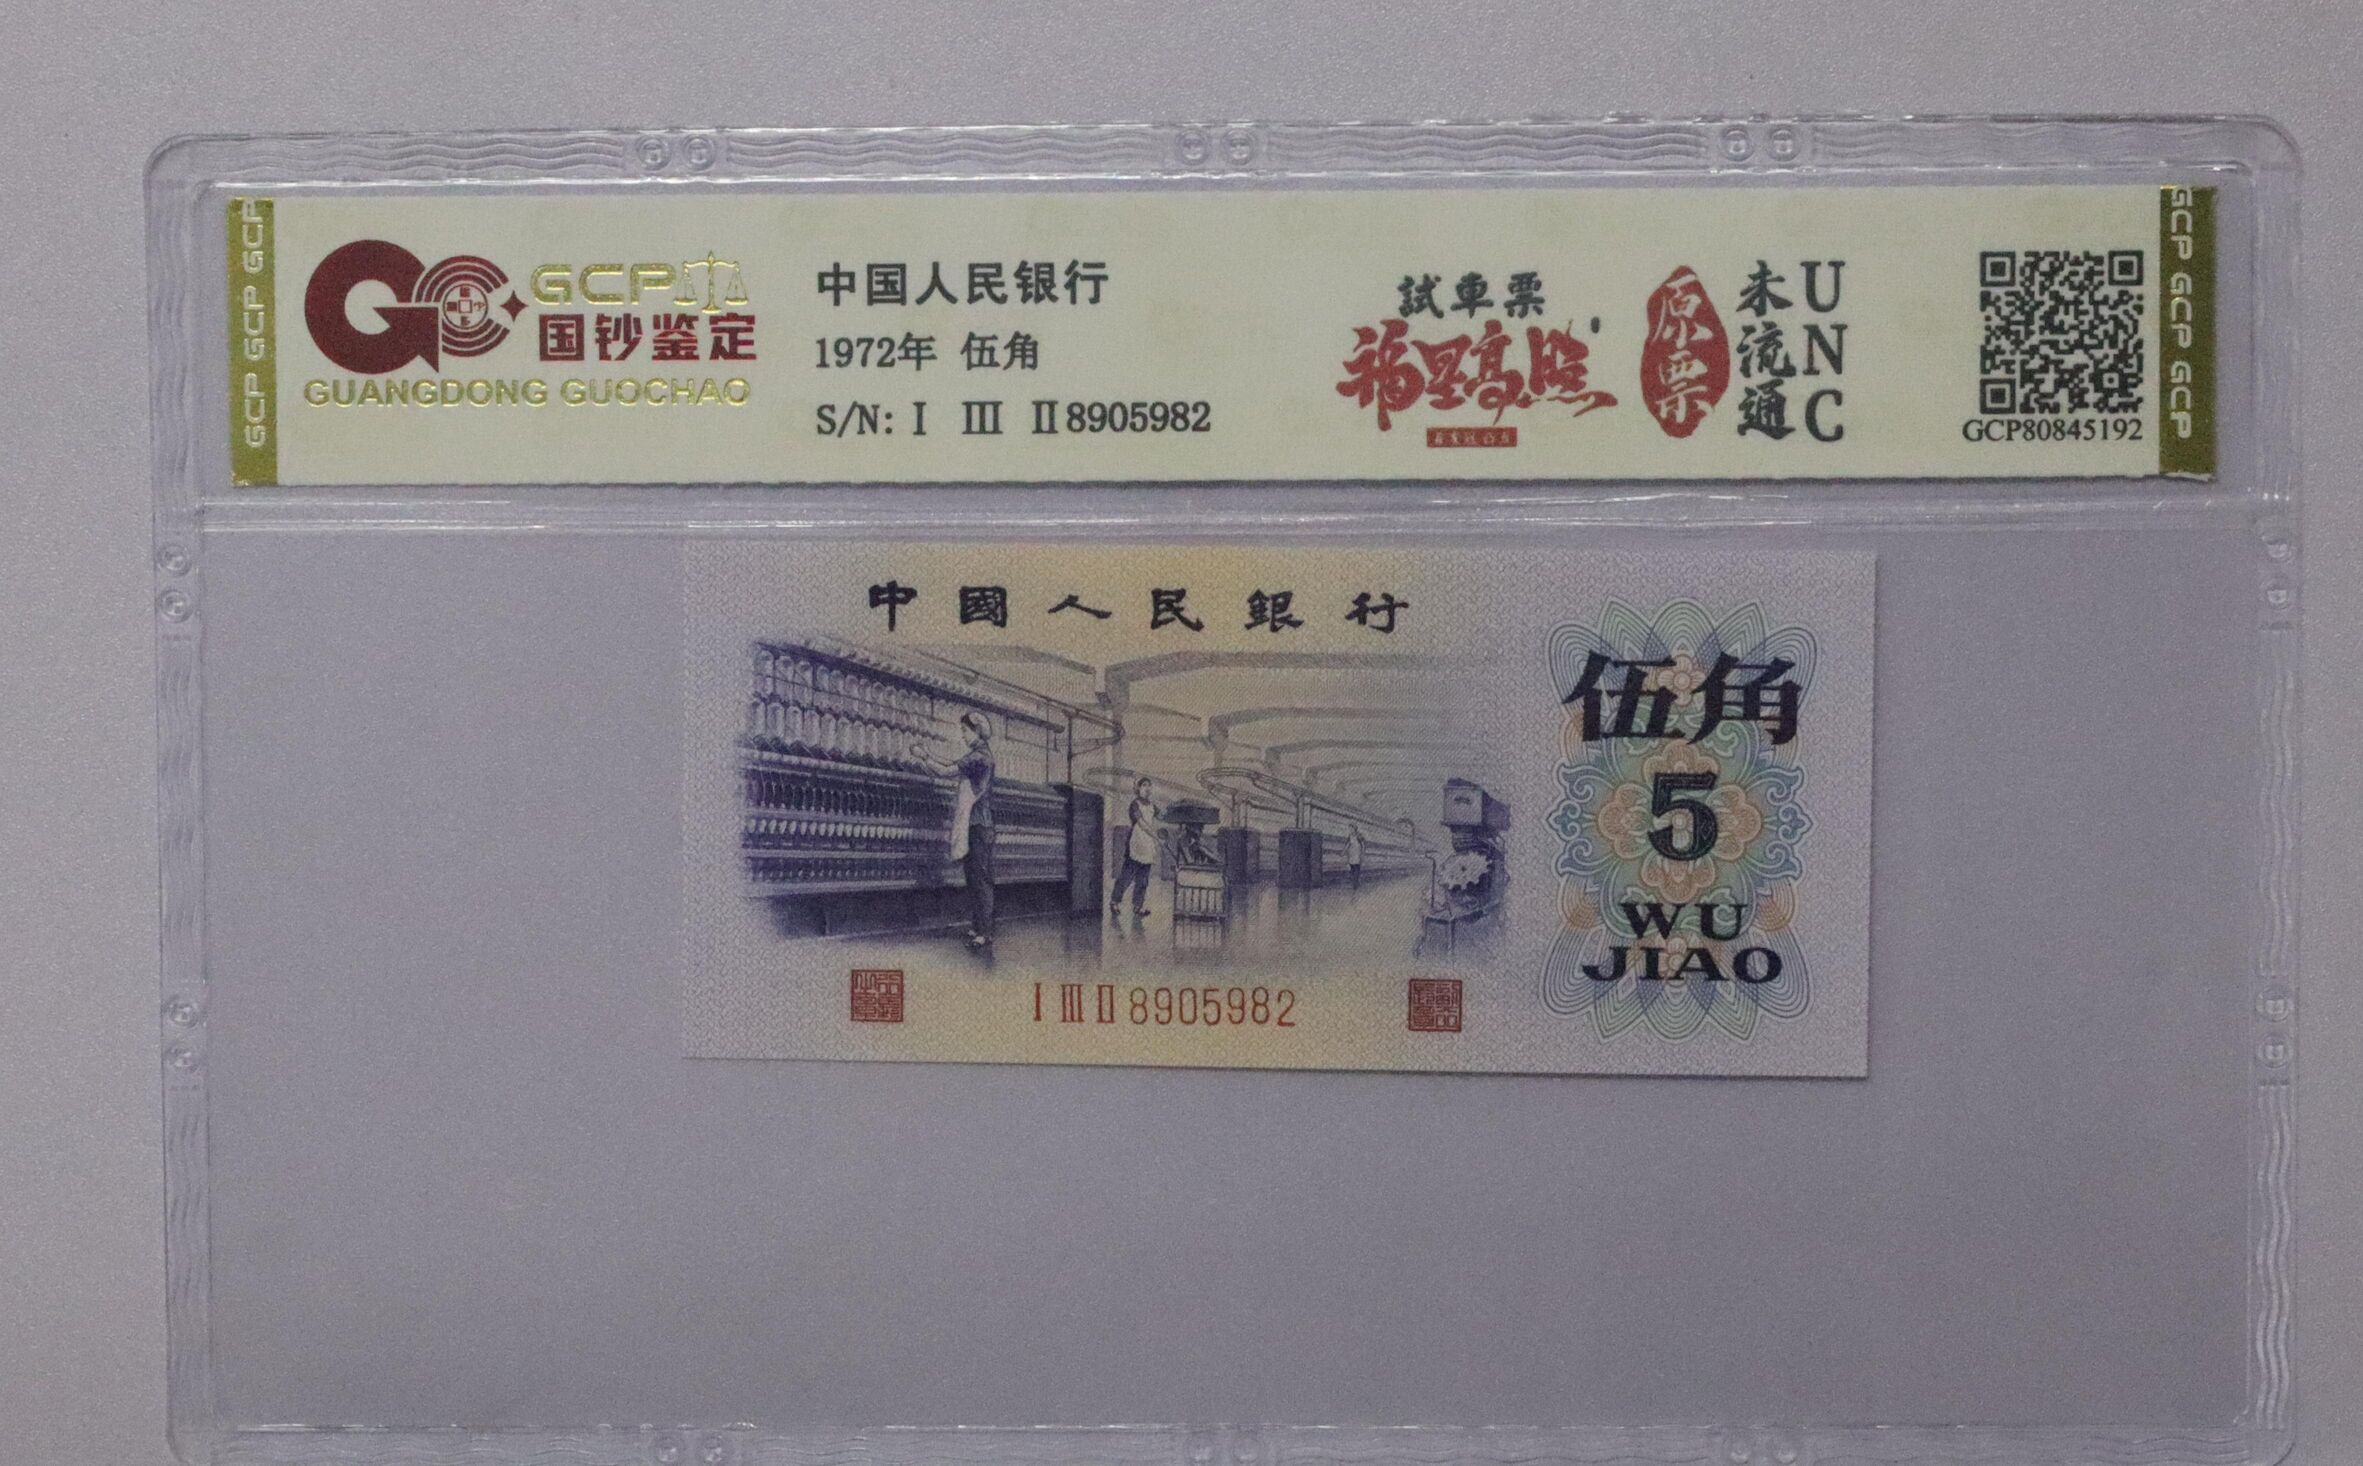 GCP GCP GCP
GCP
国钞鉴定
GUANGDONG GUOCHAO
中国人民银行
1972年 伍角
S/N: I III II8905982
試車票
福星高照
原票
未流通
UNC
GCP80845192
GCP GCP GCP
中國人民銀行
伍角
5
WU
JIAO
I III II 8905982